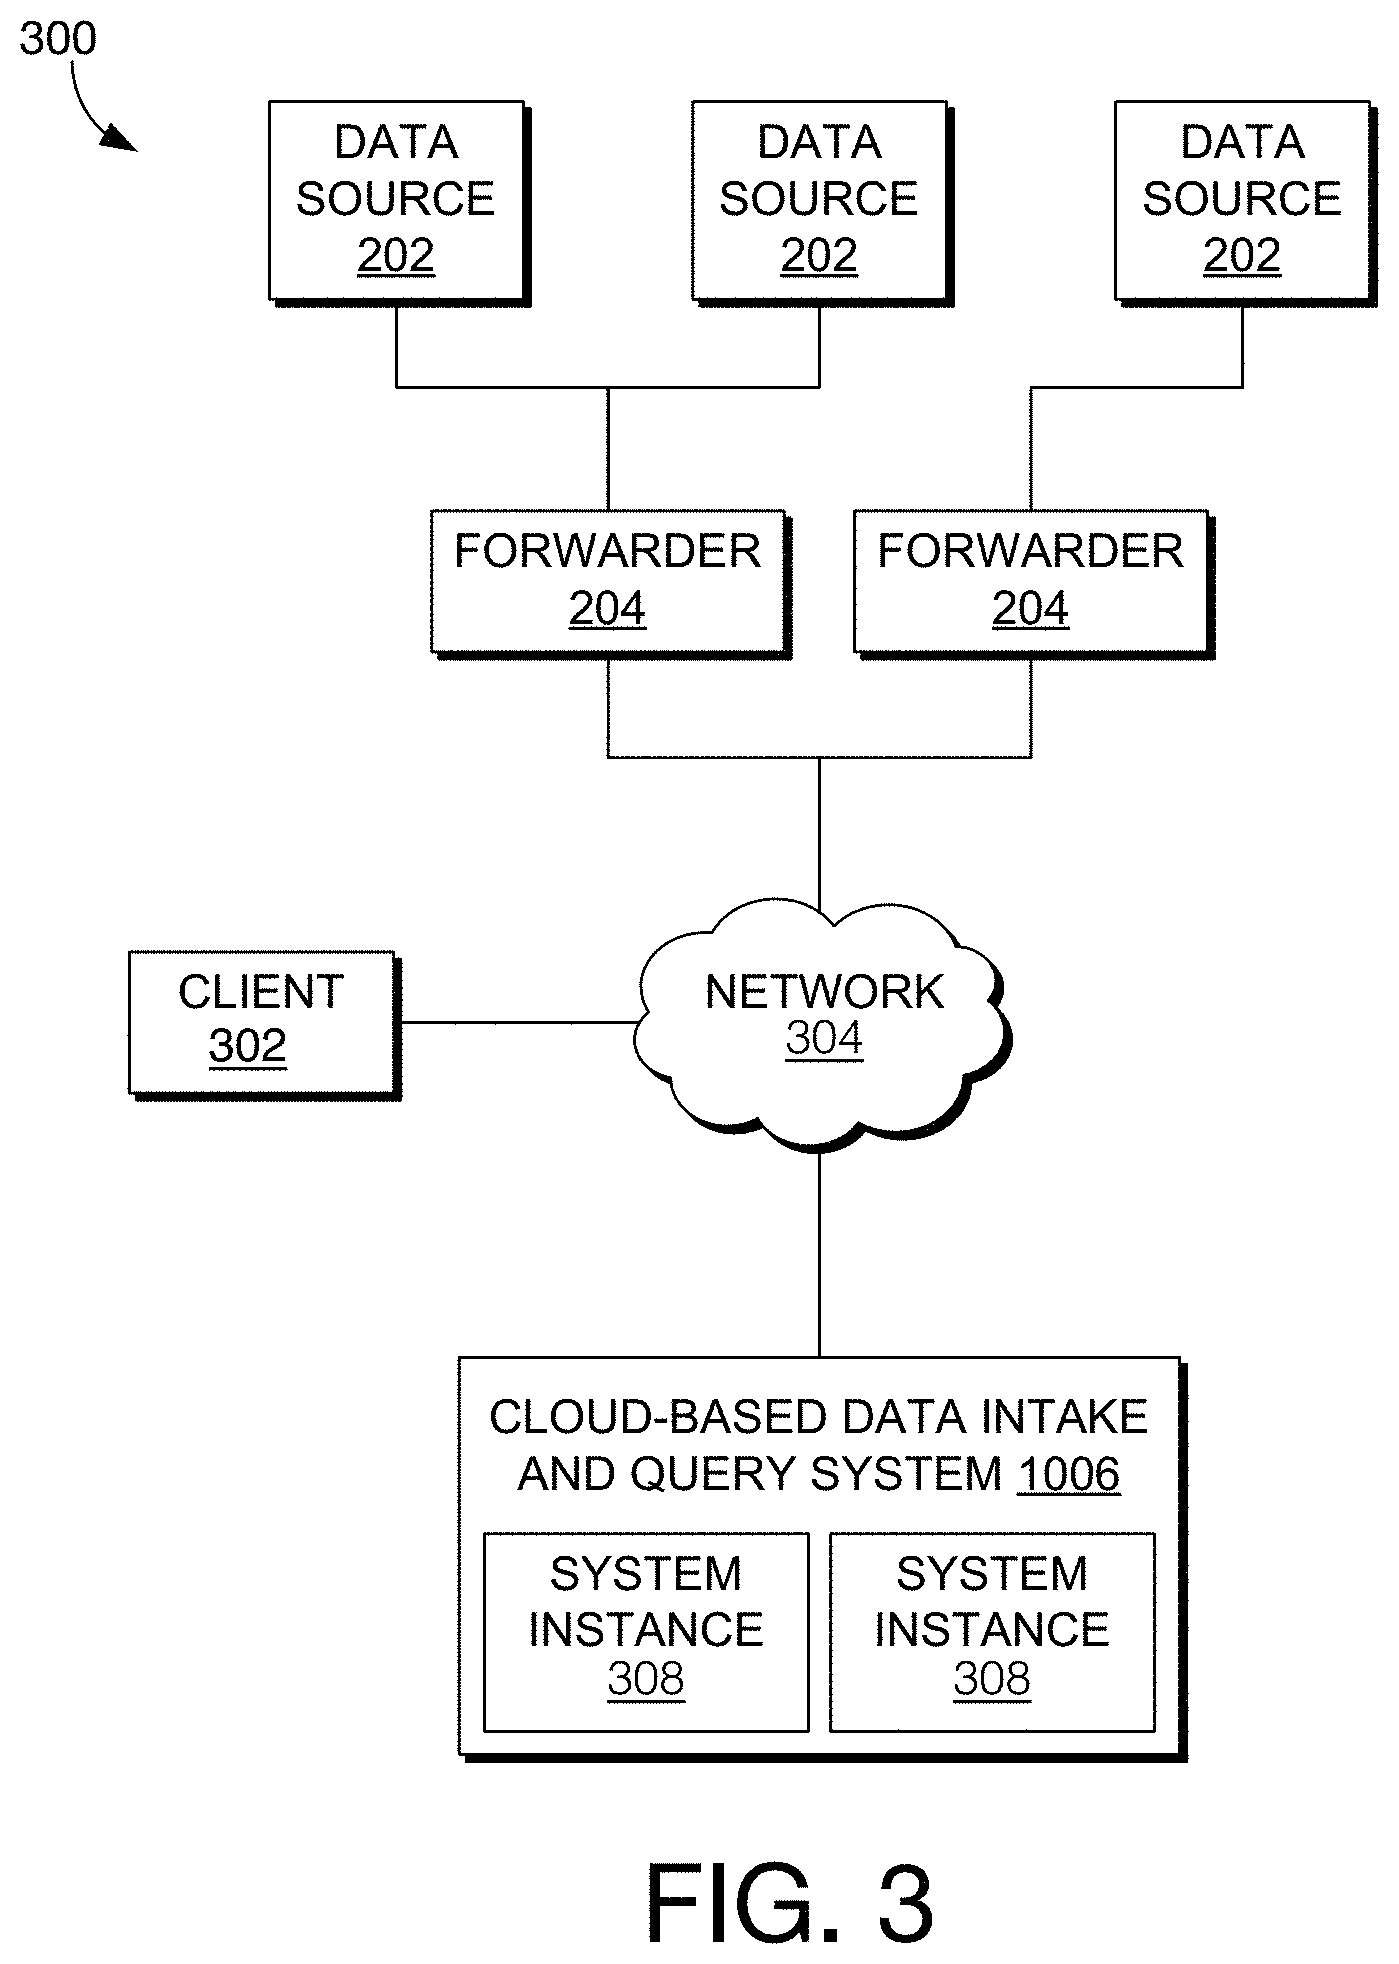 300
DATA
SOURCE
202
DATA
SOURCE
202
DATA
SOURCE
202
FORWARDER
204
FORWARDER
204
NETWORK
304
CLIENT
302
CLOUD-BASED DATA INTAKE
AND QUERY SYSTEM 1006
SYSTEM
INSTANCE
308
SYSTEM
INSTANCE
308
FIG. 3